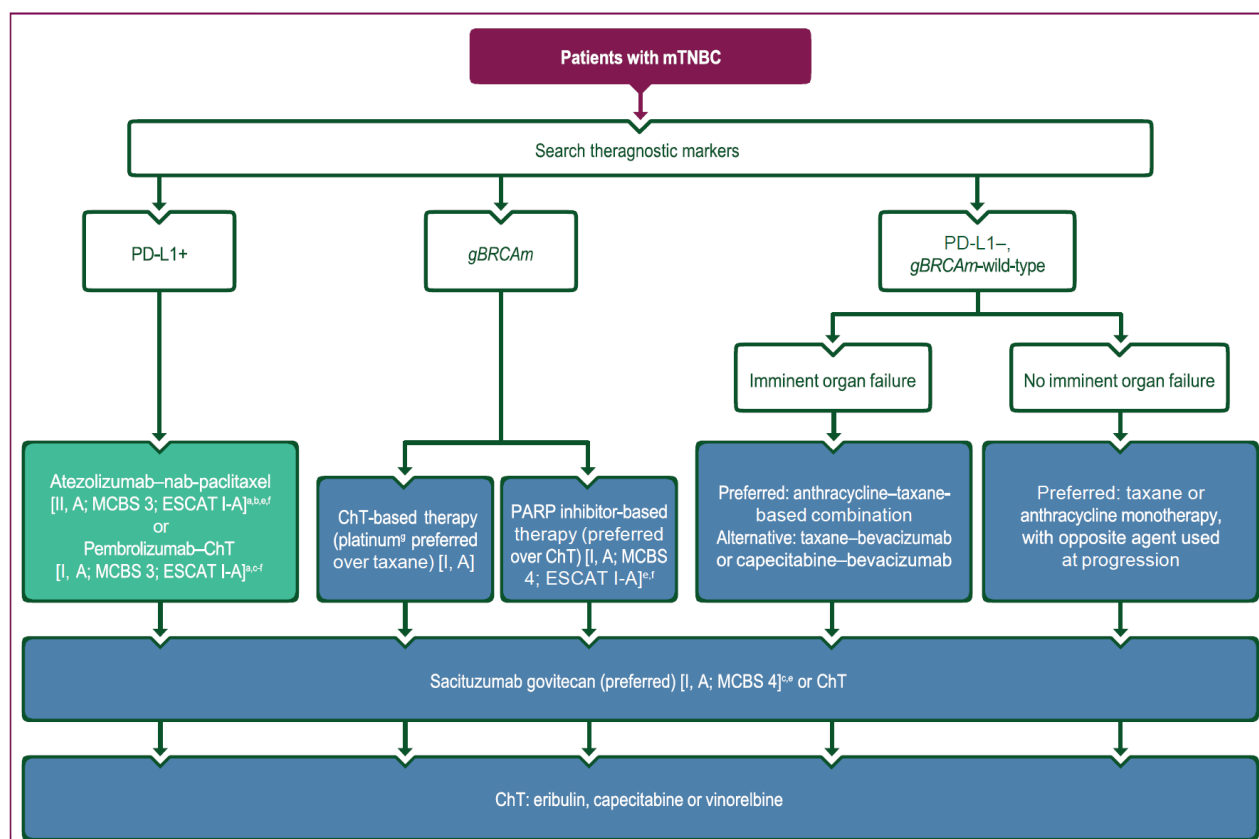 Patients with mTNBC
Search theragnostic markers
PD-L1+
gBRCAm
PD-L1–,
gBRCAm-wild-type
Imminent organ failure
No imminent organ failure
Atezolizumab–nab-paclitaxel
[II, A; MCBS 3; ESCAT I-A]a,b,e,f
or
Pembrolizumab–ChT
[I, A; MCBS 3; ESCAT I-A]a,c-f
ChT-based therapy
(platinumg preferred
over taxane) [I, A]
PARP inhibitor-based
therapy (preferred
over ChT) [I, A; MCBS
4; ESCAT I-A]e,f
Preferred: anthracycline–taxane-
based combination
Alternative: taxane–bevacizumab
or capecitabine–bevacizumab
Preferred: taxane or
anthracycline monotherapy,
with opposite agent used
at progression
Sacituzumab govitecan (preferred) [I, A; MCBS 4]c,e or ChT
ChT: eribulin, capecitabine or vinorelbine